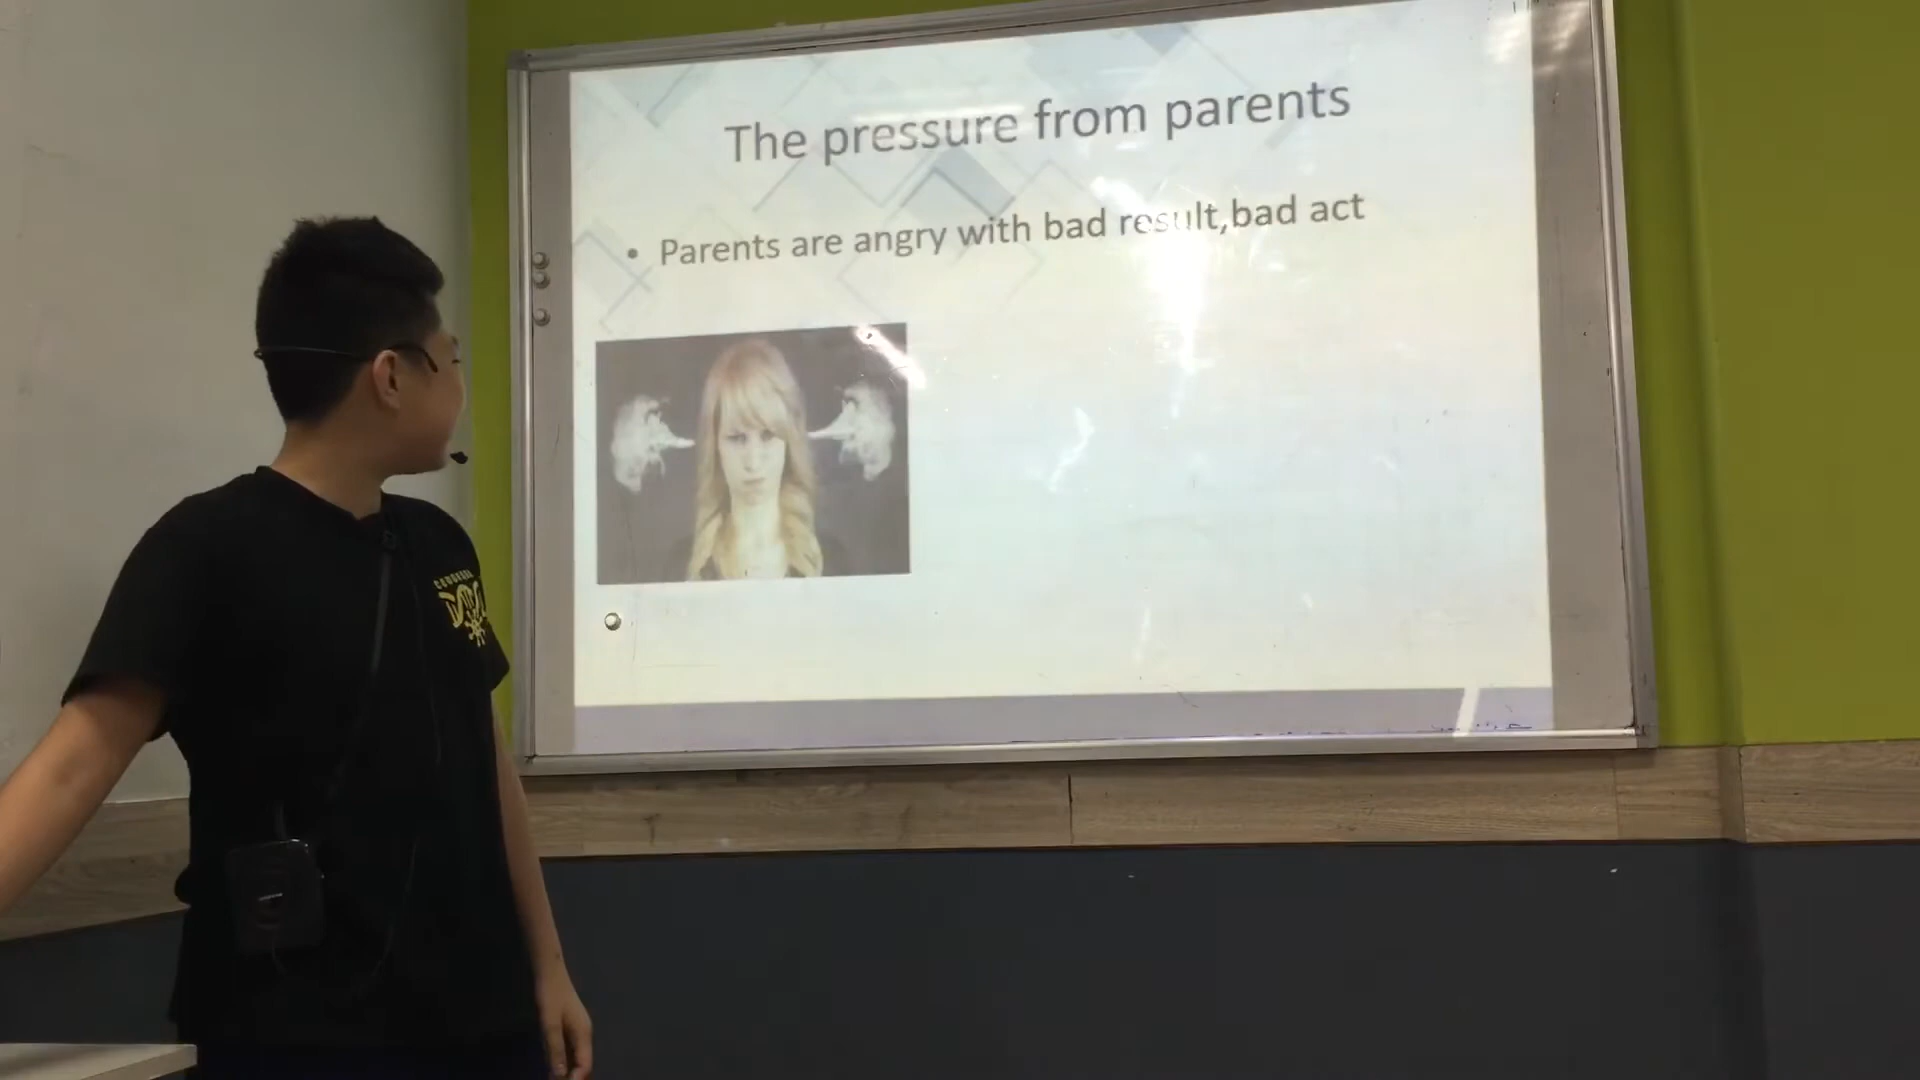 The pressure from parents
• Parents are angry with bad result,bad act